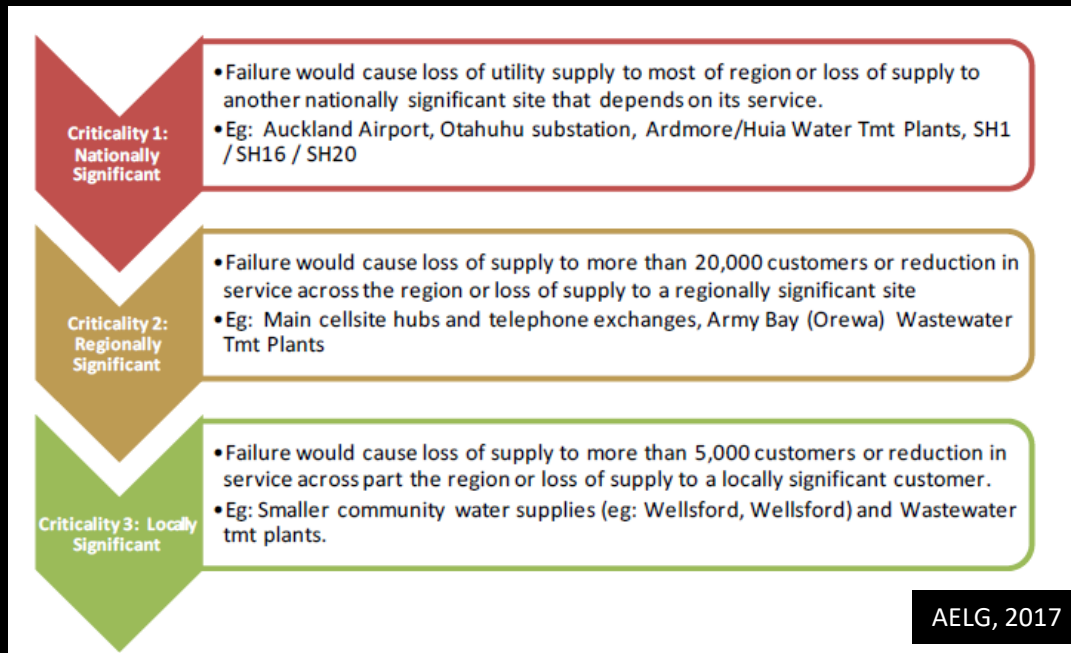 Criticality 1:
Nationally
Significant
•Failure would cause loss of utility supply to most of region or loss of supply to
another nationally significant site that depends on its service.
•Eg: Auckland Airport, Otahuhu substation, Ardmore/Huia Water Tmt Plants, SH1
/ SH16 / SH20
Criticality 2:
Regionally
Significant
•Failure would cause loss of supply to more than 20,000 customers or reduction in
service across the region or loss of supply to a regionally significant site
•Eg: Main cellsite hubs and telephone exchanges, Army Bay (Orewa) Wastewater
Tmt Plants
Criticality 3: Locally
Significant
•Failure would cause loss of supply to more than 5,000 customers or reduction in
service across part the region or loss of supply to a locally significant customer.
•Eg: Smaller community water supplies (eg: Wellsford, Wellsford) and Wastewater
tmt plants.
AELG, 2017